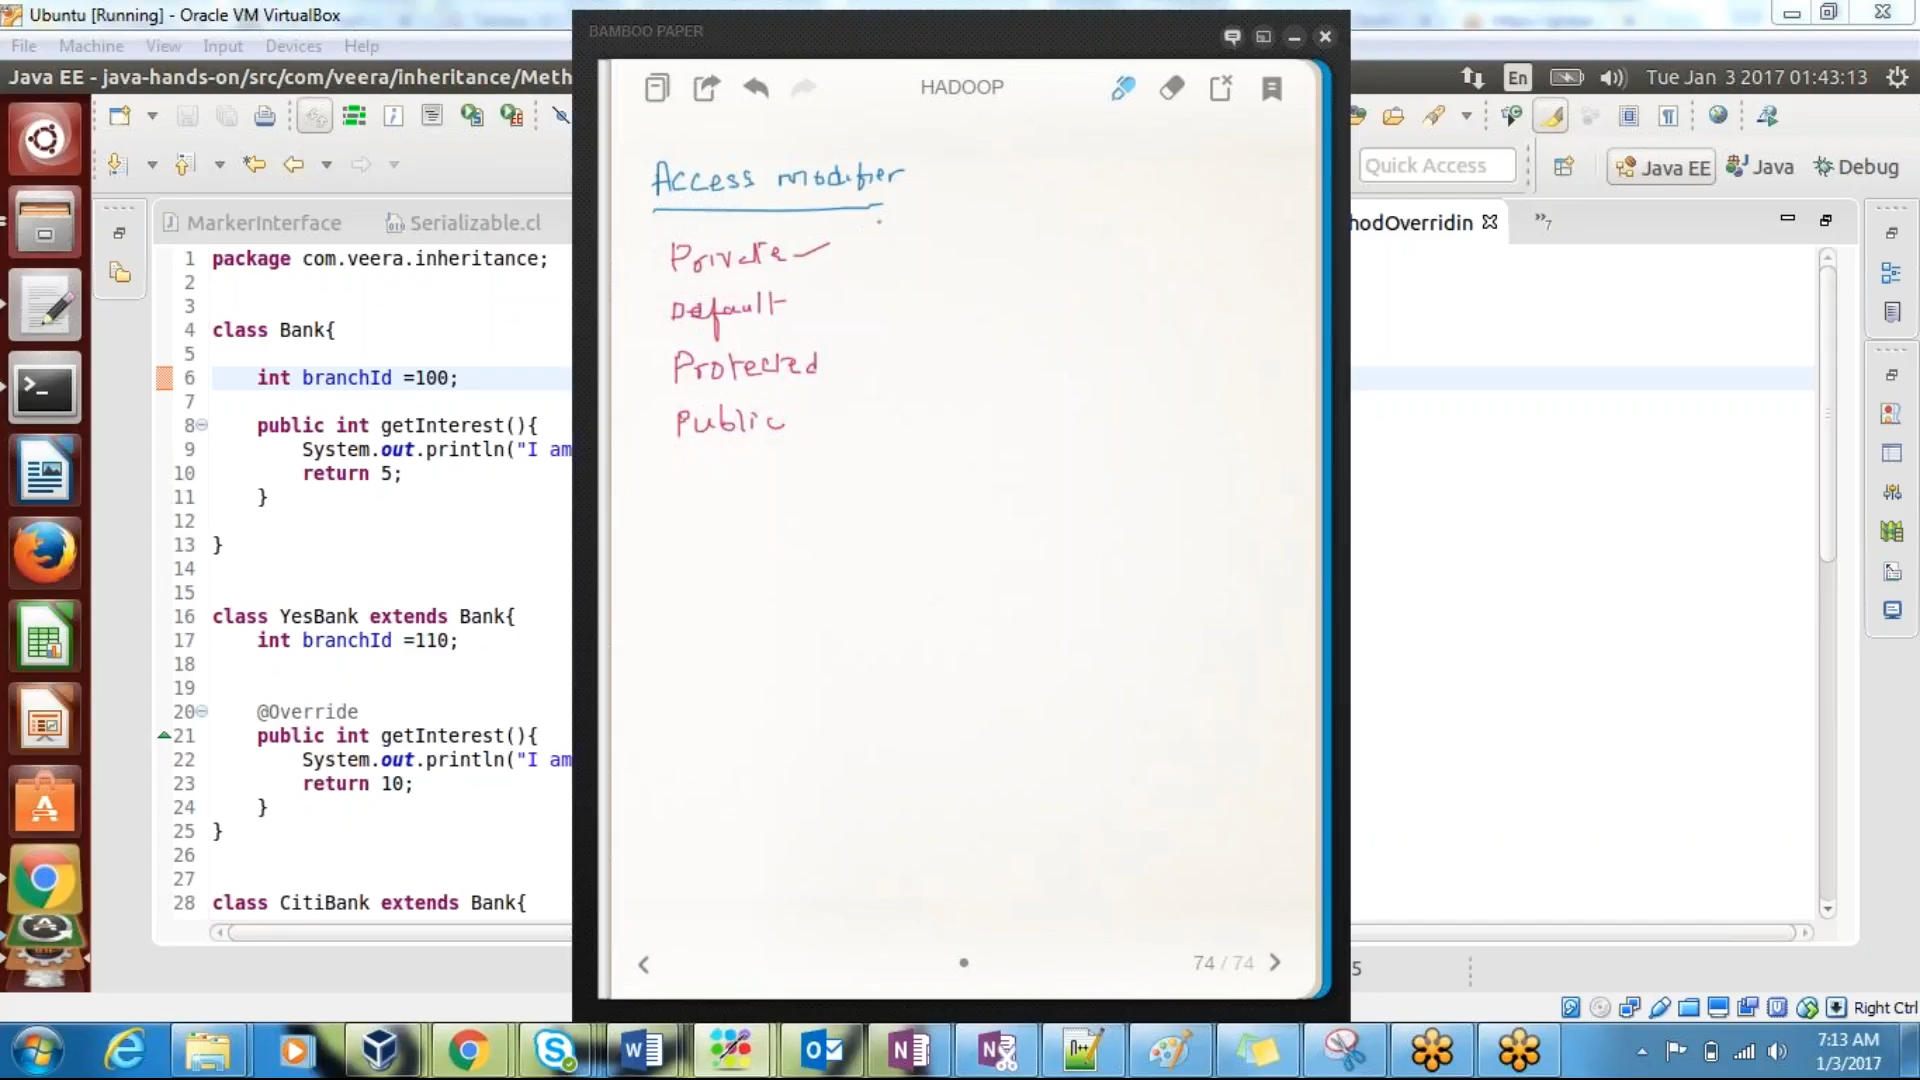 Ubuntu [Running] - Oracle VM VirtualBox
File Machine View Input Devices Help
Java EE - java-hands-on/src/com/veera/inheritance/Meth
En
Tue Jan 3 2017 01:43:13
Quick Access
Java EE
Java
Debug
MarkerInterface
Serializable.cl
hodOverridin
7
1 package com.veera.inheritance;
2
3
4 class Bank{
5
6 int branchId =100;
7
8 public int getInterest(){
9 System.out.println("I am
10 return 5;
11 }
12
13 }
14
15
16 class YesBank extends Bank{
17 int branchId =110;
18
19
20 @Override
21 public int getInterest(){
22 System.out.println("I am
23 return 10;
24 }
25 }
26
27
28 class CitiBank extends Bank{
BAMBOO PAPER
HADOOP
Access modifier
Private
Default
Protected
Public
74 / 74
5
Right Ctrl
7:13 AM
1/3/2017